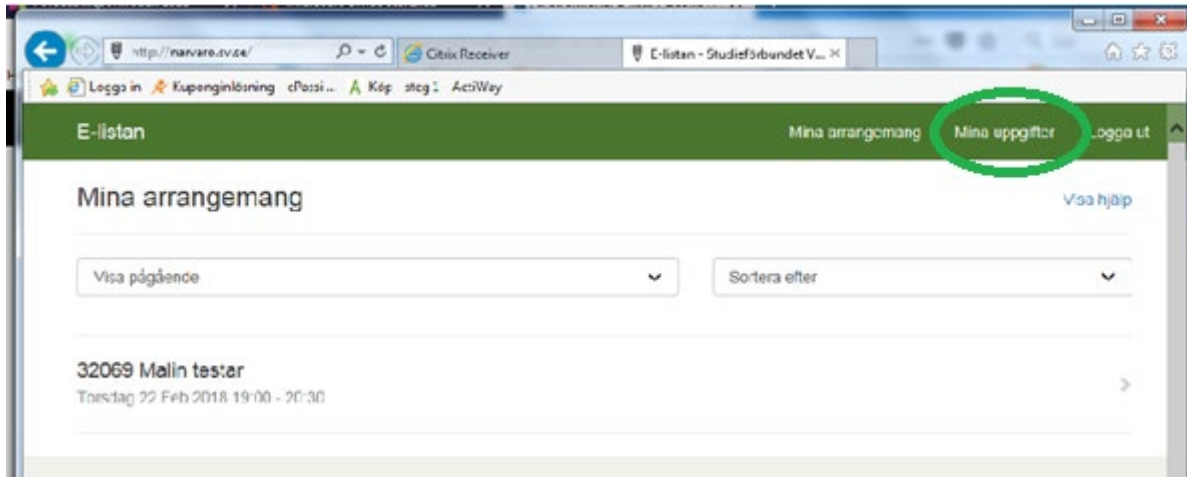 http://narvaro.sv.se/
Citrix Receiver
E-listan - Studieförbundet V...
Logga in
Kuponginlösning
ePassi...
Köp steg 1
ActiWay
E-listan
Mina arrangemang
Mina uppgifter
Logga ut
Mina arrangemang
Visa hjälp
Visa pågående
Sortera efter
32069 Malin testar
Torsdag 22 Feb 2018 19:00 - 20:30